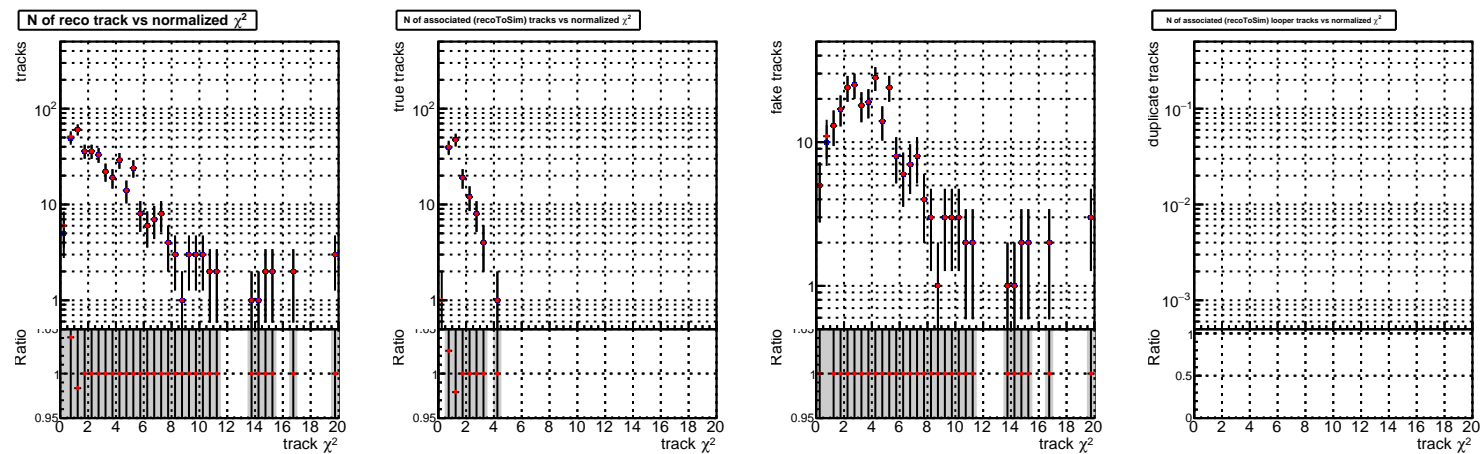 N of reco track vs normalized χ²
tracks
10²
10
1
Ratio
1.05
1
0.95
0 2 4 6 8 10 12 14 16 18 20
track χ²
N of associated (recoToSim) tracks vs normalized χ²
true tracks
10²
10
1
Ratio
1.05
1
0.95
0 2 4 6 8 10 12 14 16 18 20
track χ²
fake tracks
10
1
Ratio
1.05
1
0.95
0 2 4 6 8 10 12 14 16 18 20
track χ²
N of associated (recoToSim) looper tracks vs normalized χ²
duplicate tracks
10⁻¹
10⁻²
10⁻³
Ratio
1
0.5
0
0 2 4 6 8 10 12 14 16 18 20
track χ²